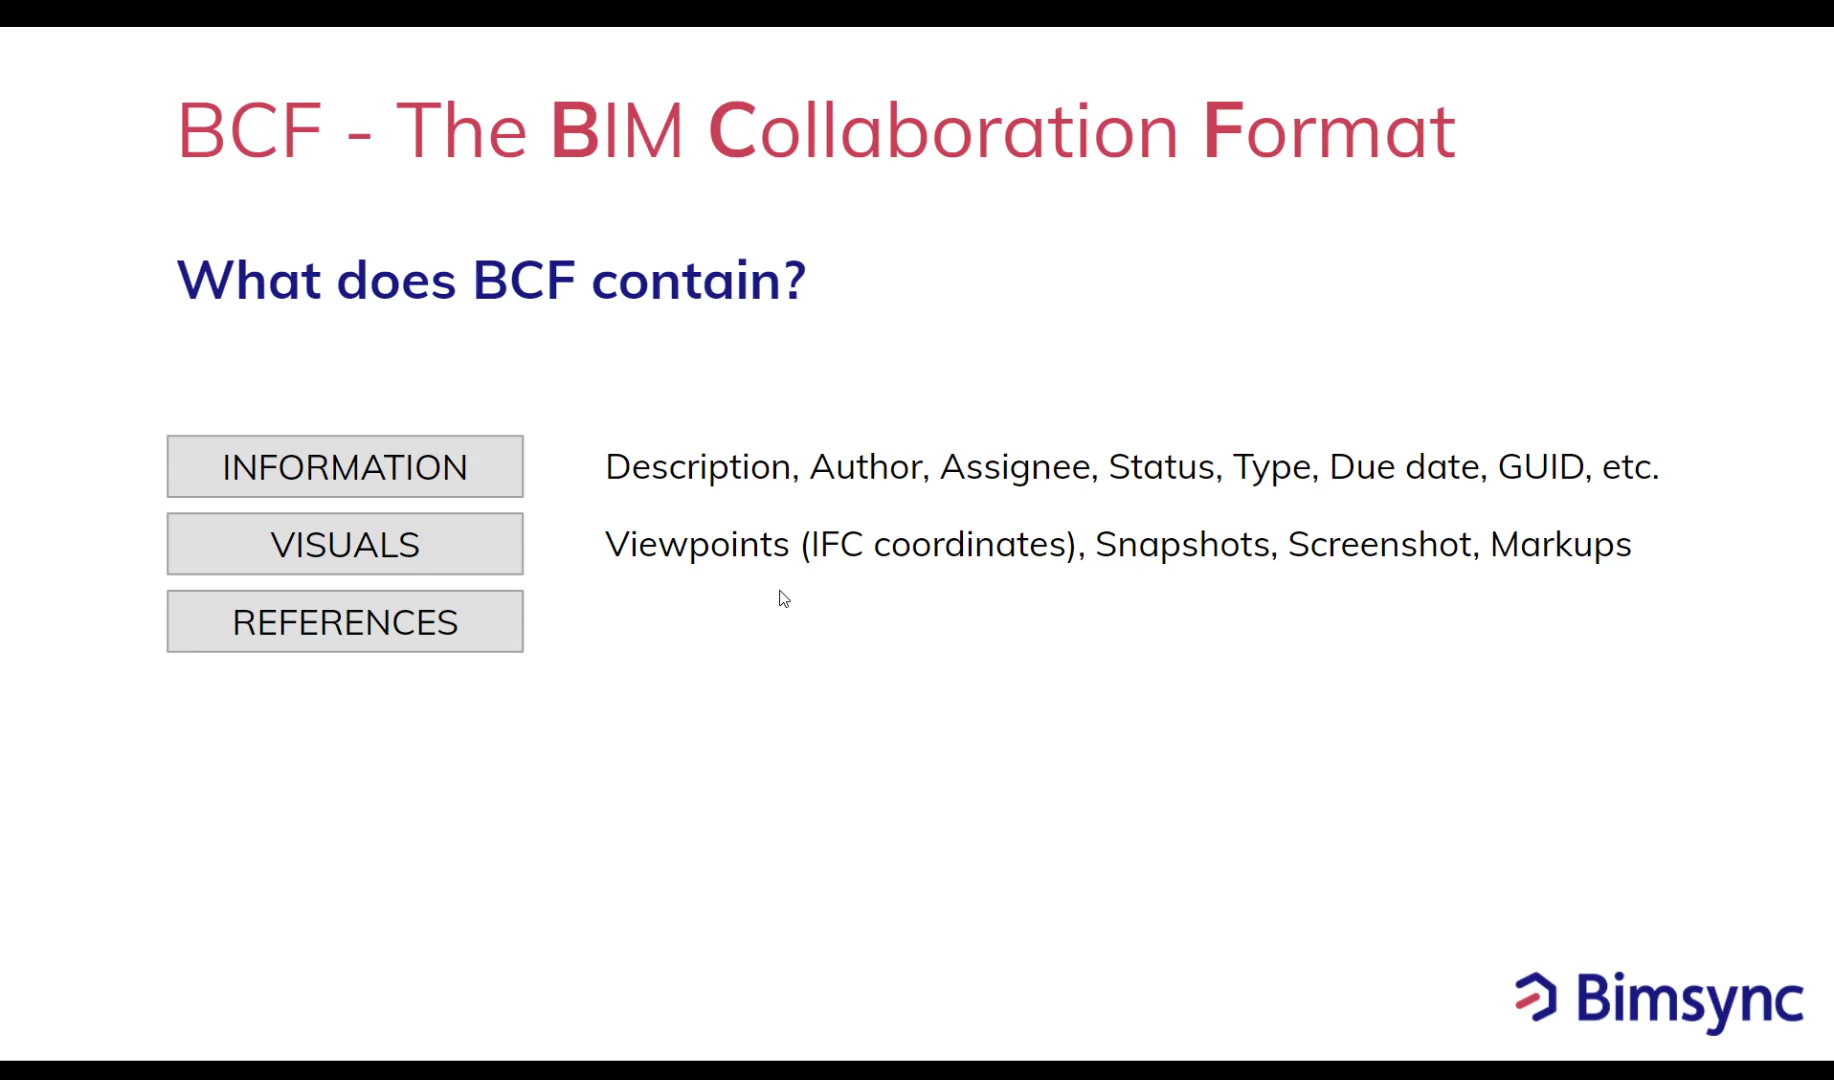 BCF - The BIM Collaboration Format
What does BCF contain?
INFORMATION
Description, Author, Assignee, Status, Type, Due date, GUID, etc.
VISUALS
Viewpoints (IFC coordinates), Snapshots, Screenshot, Markups
REFERENCES
Bimsync